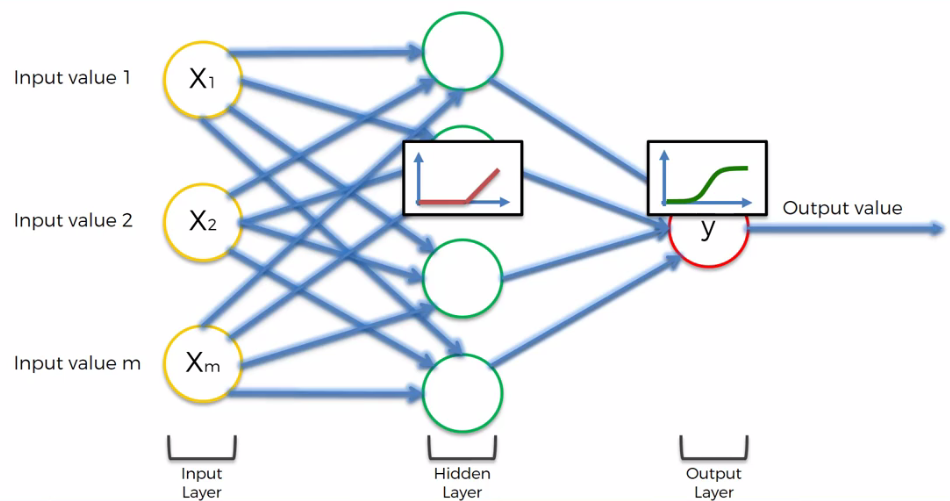 Input value 1
X1
Input value 2
X2
Input value m
Xm
y
Output value
Input
Layer
Hidden
Layer
Output
Layer